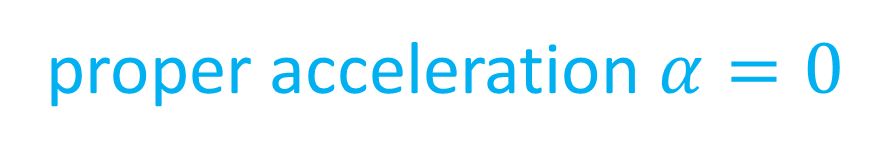 proper acceleration 𝛼 = 0